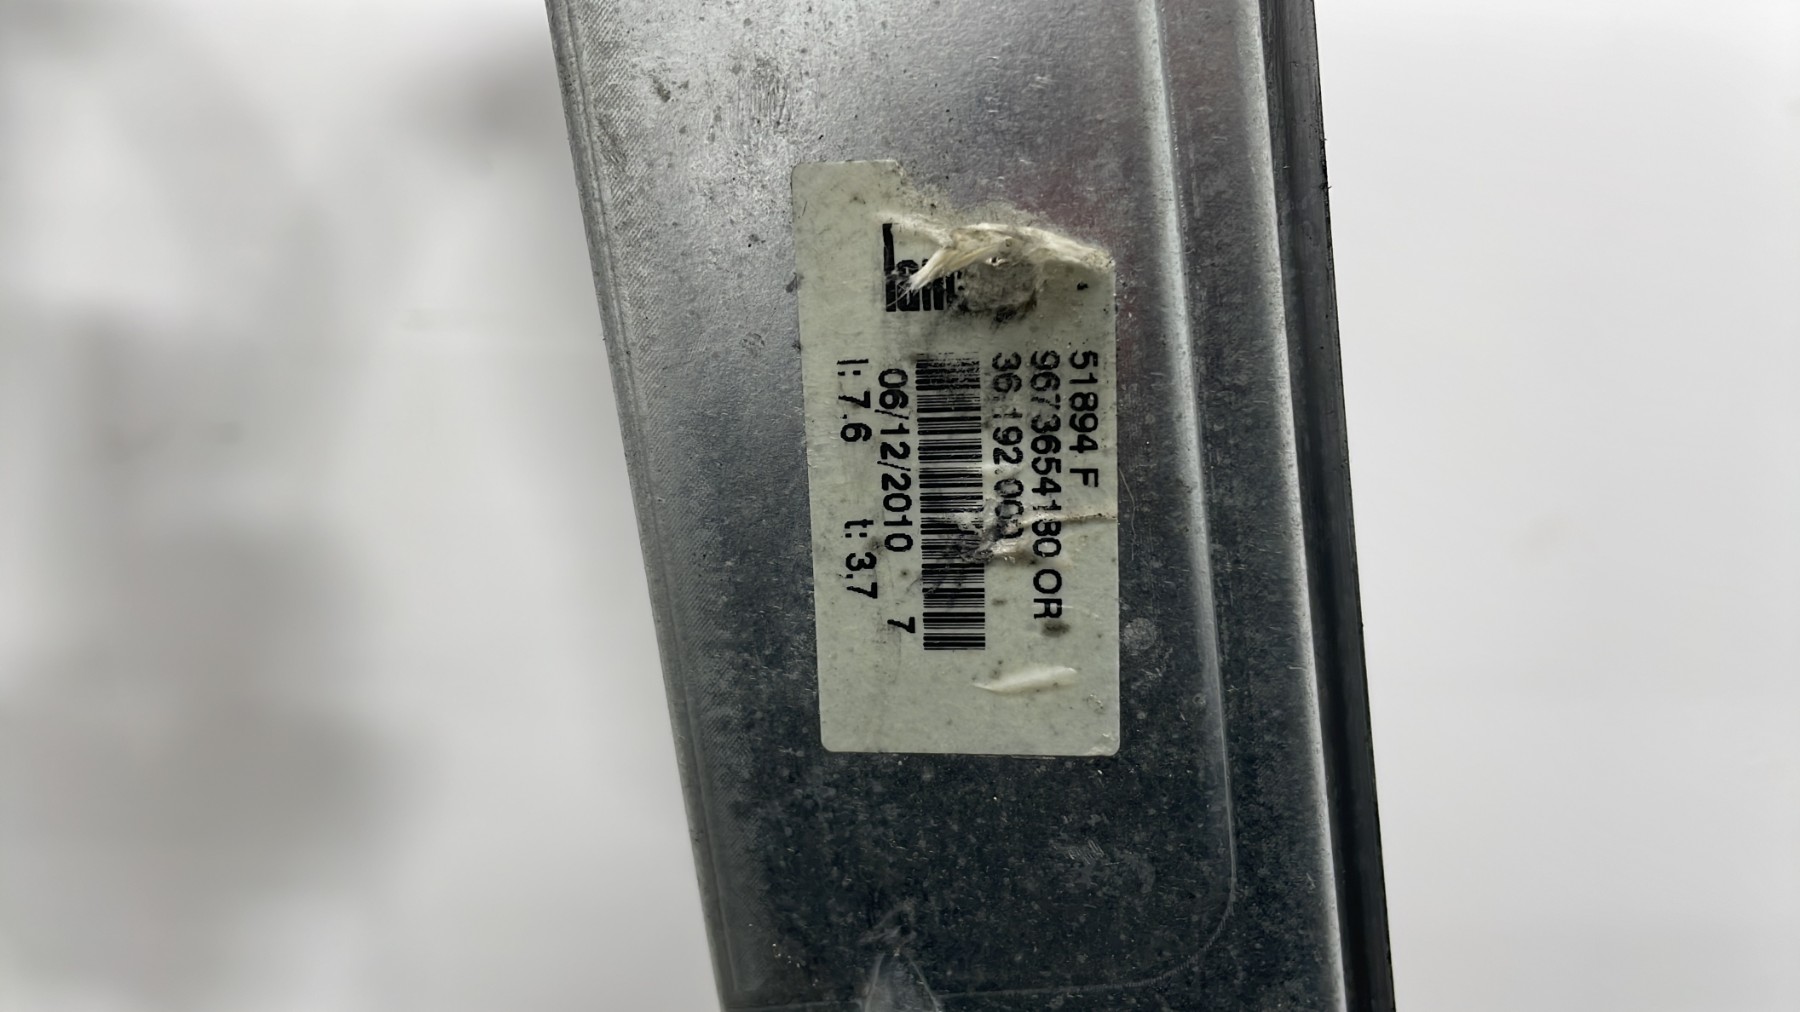 51894 F
9673654180 OR
36.192.000
06/12/2010 7
I: 7.6 t: 3,7